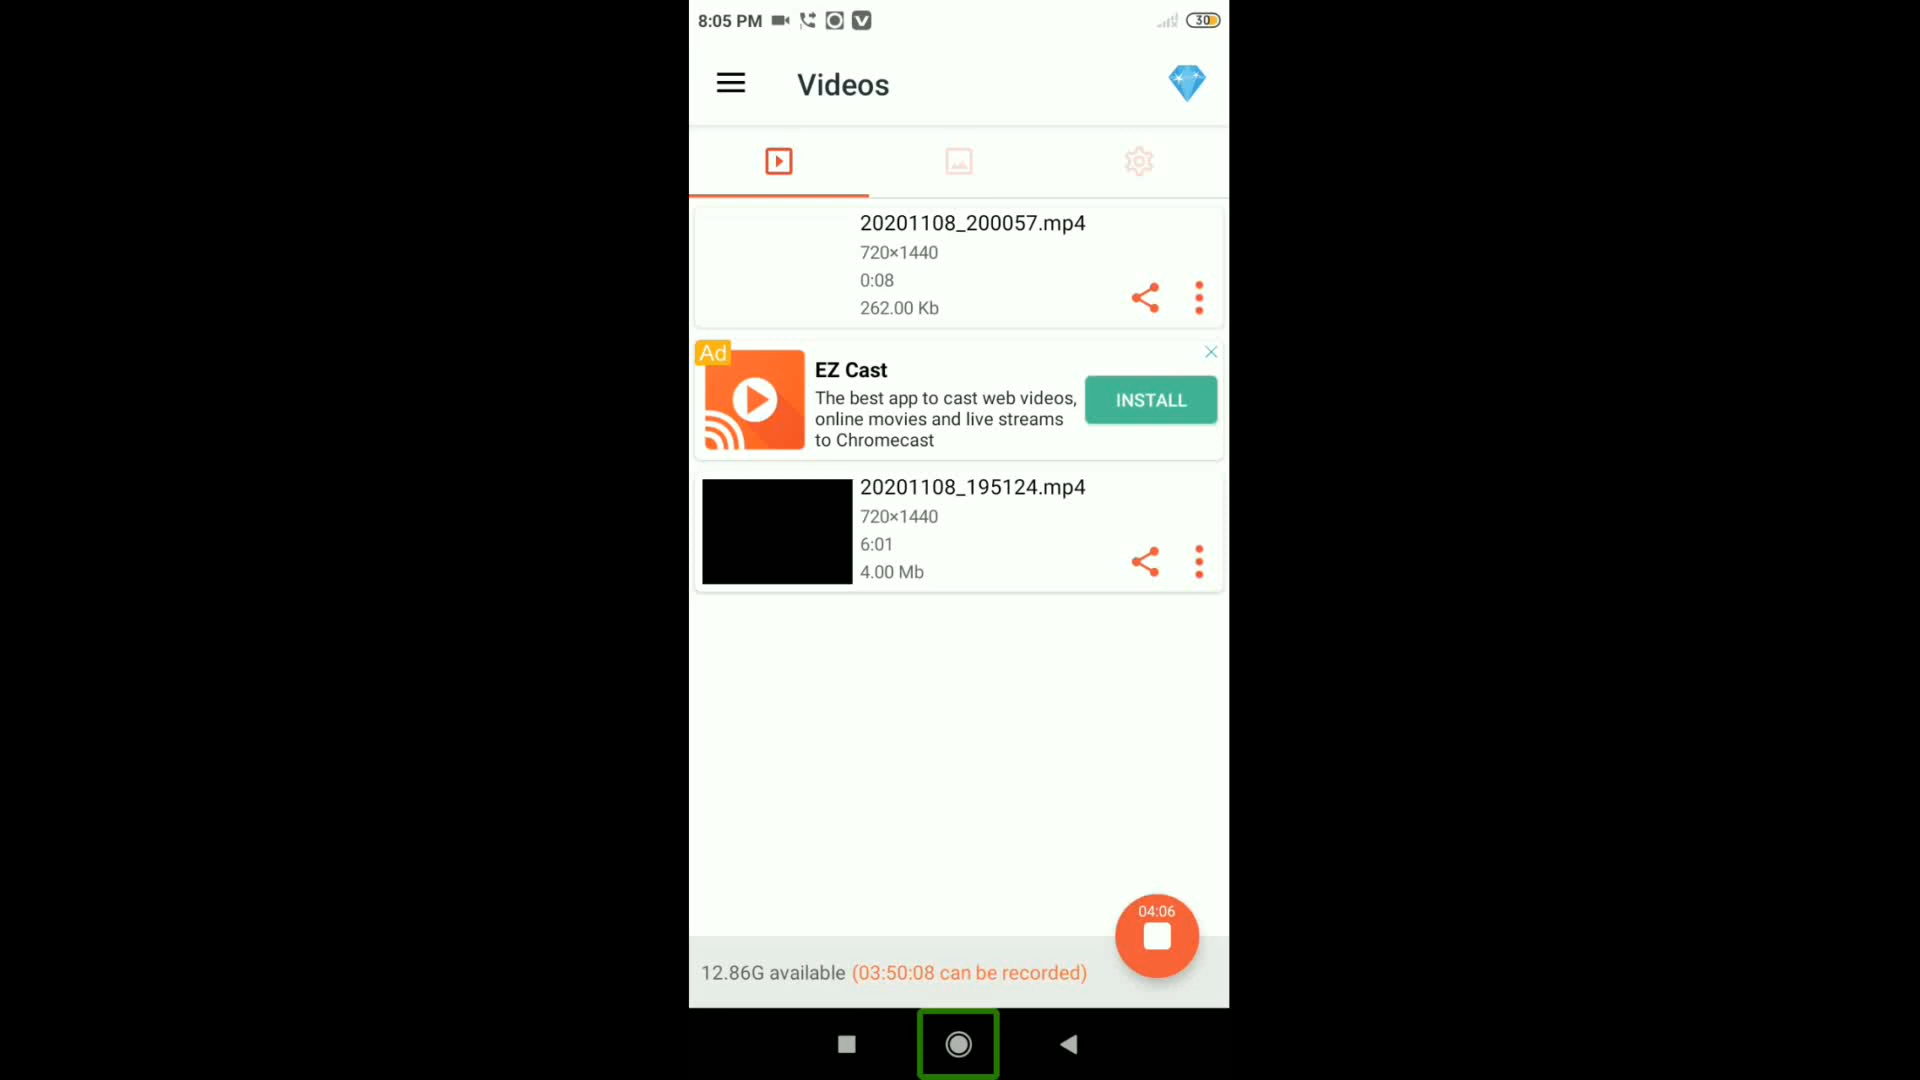 8:05 PM
30
Videos
20201108_200057.mp4
720×1440
0:08
262.00 Kb
Ad
EZ Cast
The best app to cast web videos,
online movies and live streams
to Chromecast
INSTALL
20201108_195124.mp4
720×1440
6:01
4.00 Mb
04:06
12.86G available (03:50:08 can be recorded)